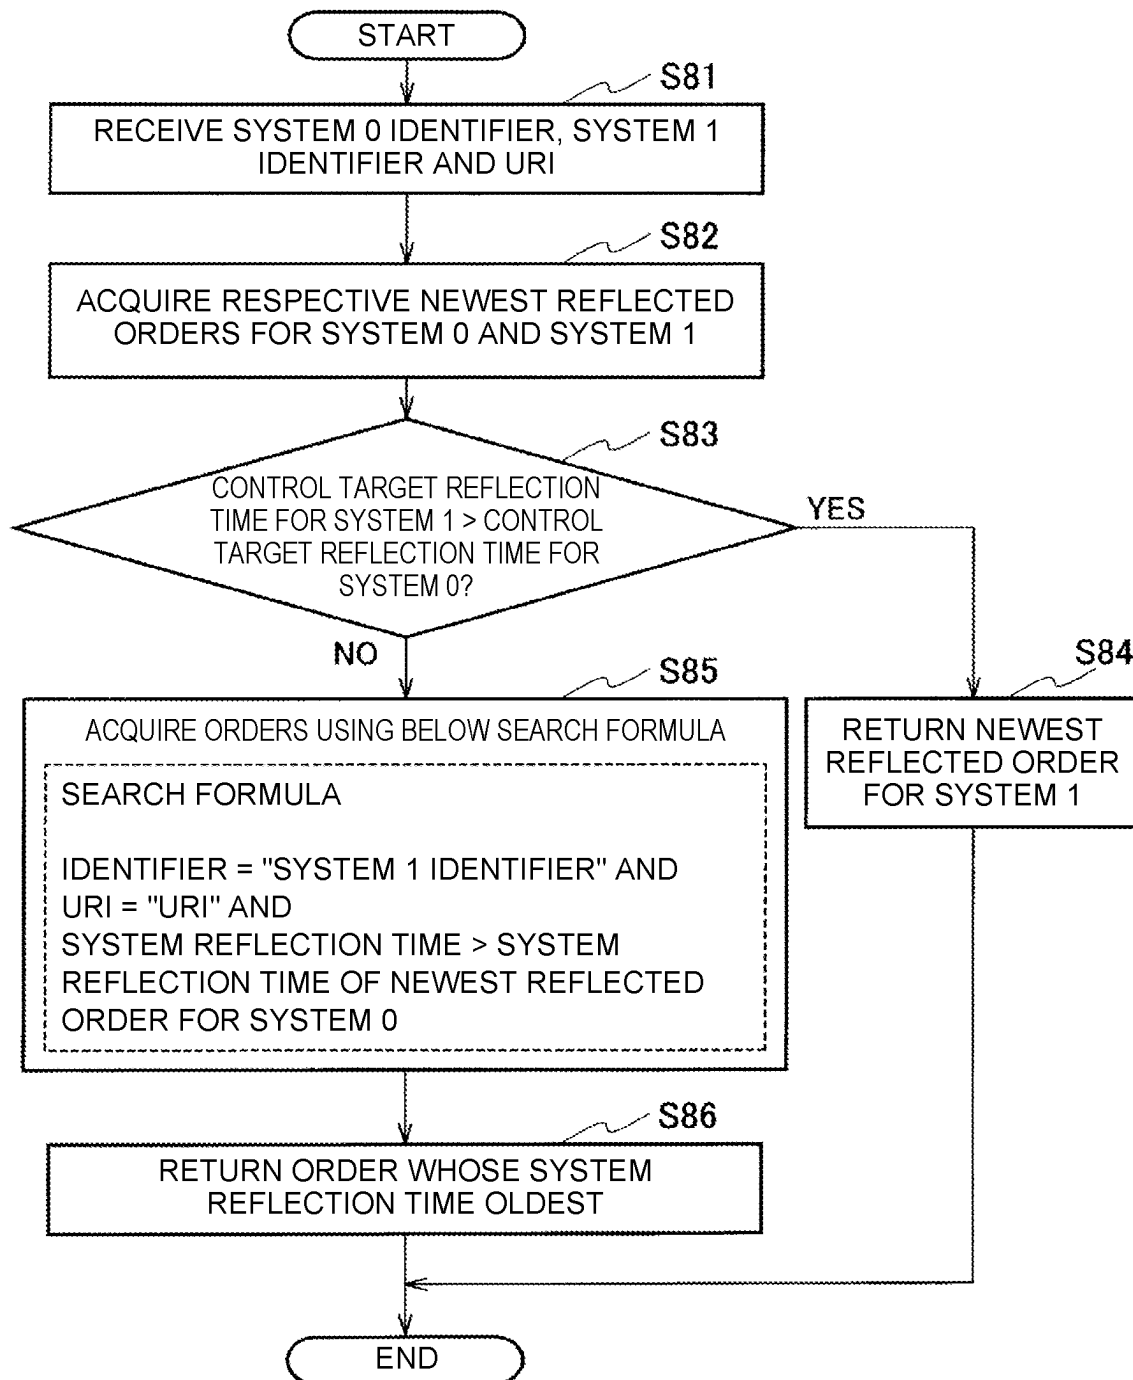 START
S81
RECEIVE SYSTEM 0 IDENTIFIER, SYSTEM 1
IDENTIFIER AND URI
S82
ACQUIRE RESPECTIVE NEWEST REFLECTED
ORDERS FOR SYSTEM 0 AND SYSTEM 1
S83
CONTROL TARGET REFLECTION
TIME FOR SYSTEM 1 > CONTROL
TARGET REFLECTION TIME FOR
SYSTEM 0?
YES
NO
S84
RETURN NEWEST
REFLECTED ORDER
FOR SYSTEM 1
S85
ACQUIRE ORDERS USING BELOW SEARCH FORMULA
SEARCH FORMULA
IDENTIFIER = "SYSTEM 1 IDENTIFIER" AND
URI = "URI" AND
SYSTEM REFLECTION TIME > SYSTEM
REFLECTION TIME OF NEWEST REFLECTED
ORDER FOR SYSTEM 0
S86
RETURN ORDER WHOSE SYSTEM
REFLECTION TIME OLDEST
END